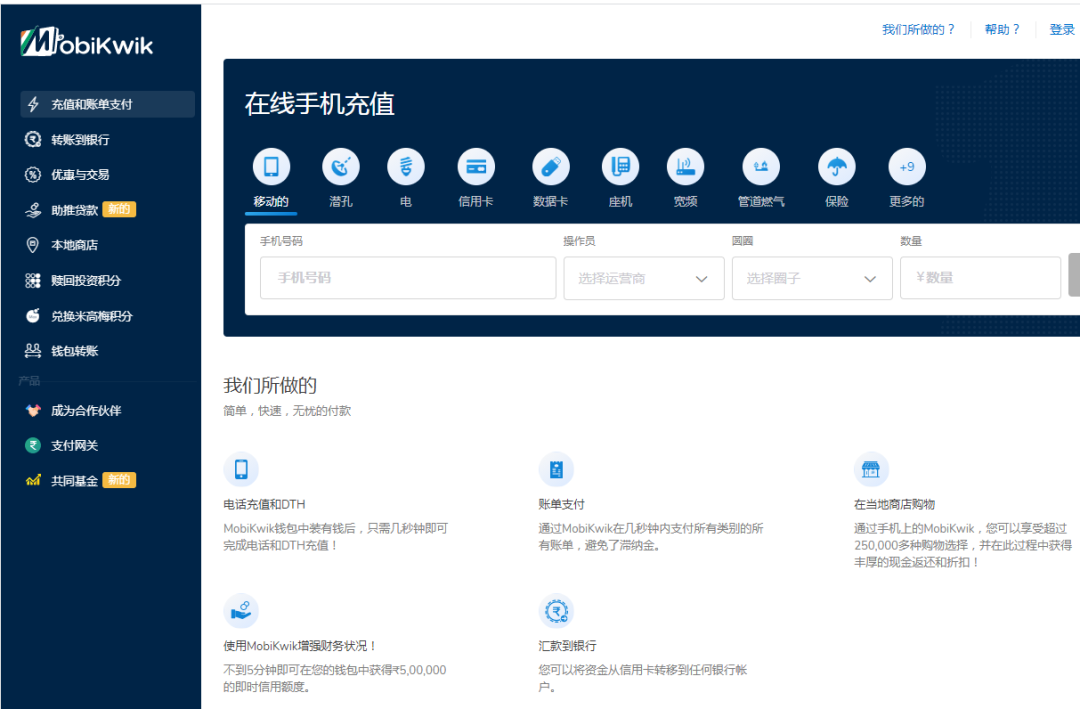 MobiKwik
充值和账单支付
转账到银行
优惠与交易
助推贷款 新的
本地商店
赎回投资积分
兑换米高梅积分
钱包转账
产品
成为合作伙伴
支付网关
共同基金 新的
我们所做的？ 帮助？ 登录
在线手机充值
+9
移动的 潜孔 电 信用卡 数据卡 座机 宽频 管道燃气 保险 更多的
手机号码 操作员 圆圈 数量
手机号码 选择运营商 选择圈子 ￥数量
我们所做的
简单，快速，无忧的付款
电话充值和DTH
MobiKwik钱包中装有钱后，只需几秒钟即可
完成电话和DTH充值！
账单支付
通过MobiKwik在几秒钟内支付所有类别的所
有账单，避免了滞纳金。
在当地商店购物
通过手机上的MobiKwik，您可以享受超过
250,000多种购物选择，并在此过程中获得
丰厚的现金返还和折扣！
使用MobiKwik增强财务状况！
不到5分钟即可在您的钱包中获得₹5,00,000
的即时信用额度。
汇款到银行
您可以将资金从信用卡转移到任何银行帐
户。